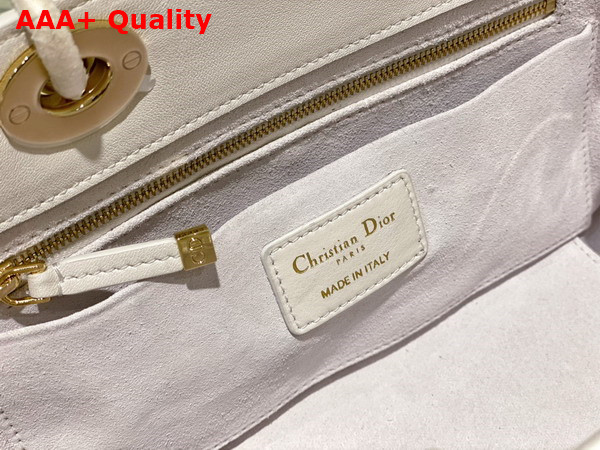 AAA+ Quality
Christian Dior
PARIS
MADE IN ITALY